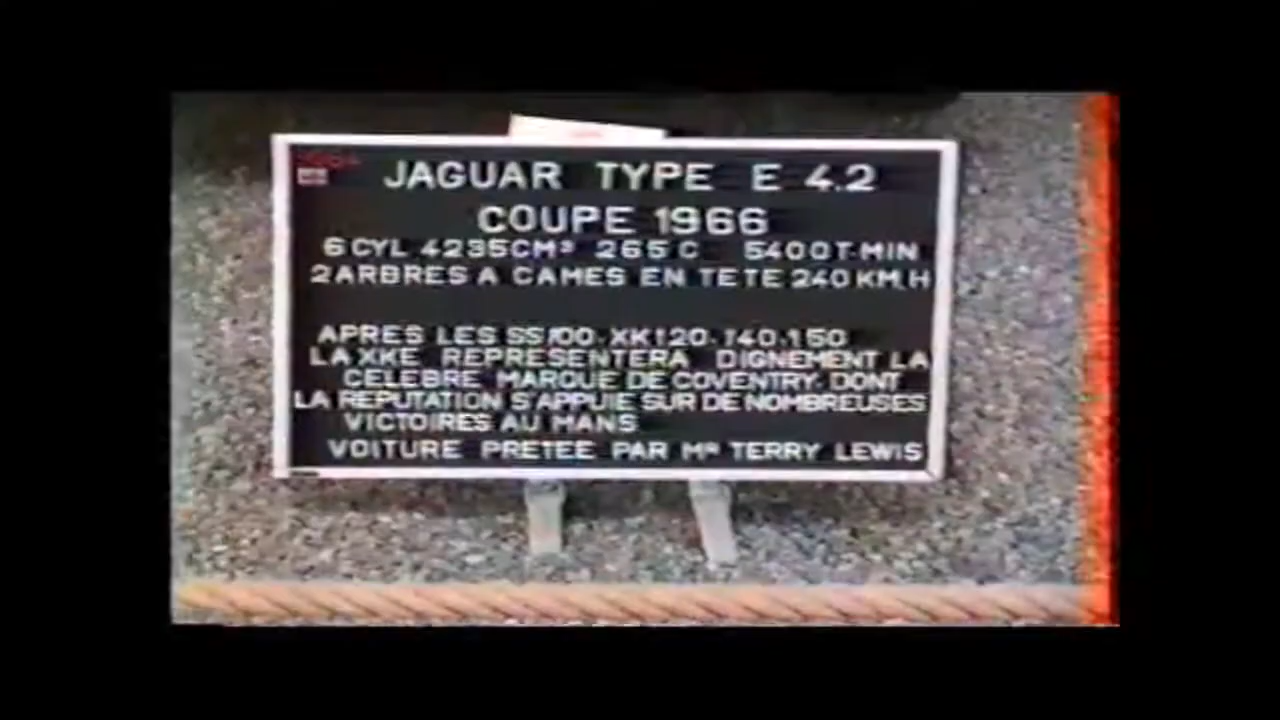 JAGUAR TYPE E 4.2
COUPE 1966
6 CYL 4235CM³ 265 C 5400T.MIN
2 ARBRES A CAMES EN TETE 240 KM.H
APRES LES SS100.XK120.140.150
LA XKE REPRESENTERA DIGNEMENT LA
CELEBRE MARQUE DE COVENTRY. DONT
LA REPUTATION S'APPUIE SUR DE NOMBREUSES
VICTOIRES AU MANS
VOITURE PRETEE PAR MR TERRY LEWIS